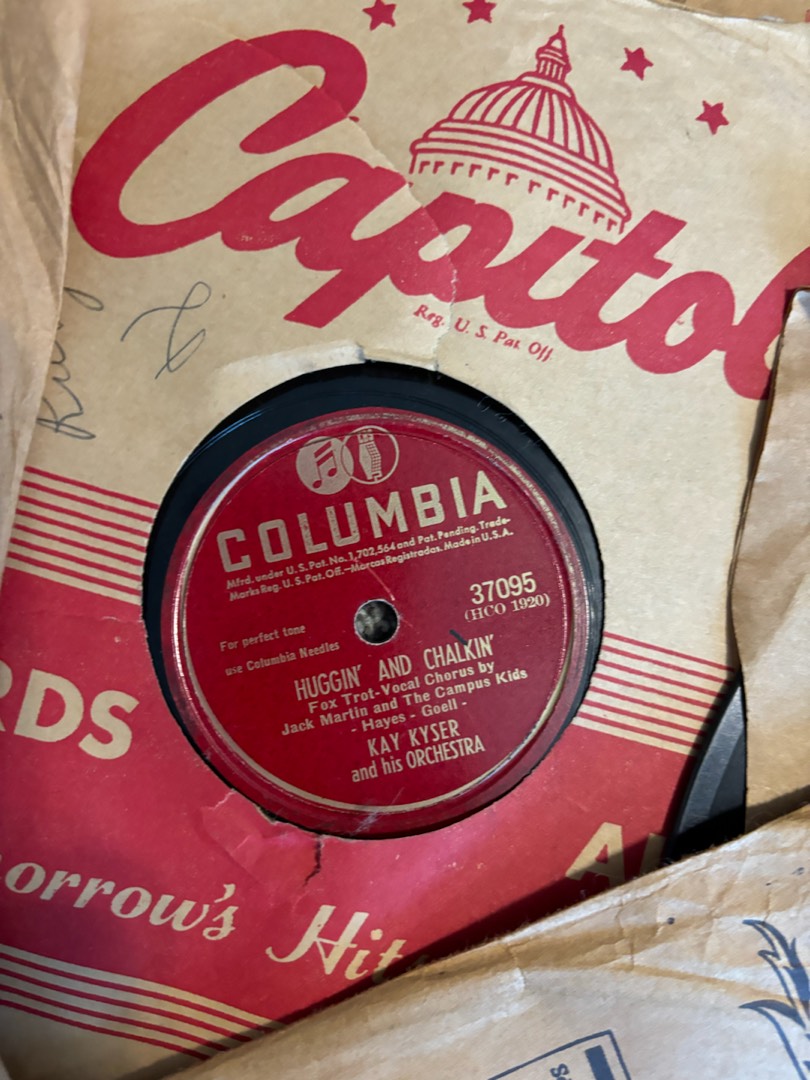 Capitol
Reg. U. S. Pat. Off.
COLUMBIA
Mfrd. under U. S. Pat. No. 1,702,564 and Pat. Pending. Trade-
Marks Reg. U. S. Pat. Off.—Marcas Registradas. Made in U. S. A.
37095
(HCO 1920)
For perfect tone
use Columbia Needles
HUGGIN' AND CHALKIN'
Fox Trot-Vocal Chorus by
Jack Martin and The Campus Kids
- Hayes - Goell -
KAY KYSER
and his ORCHESTRA
RDS
orrow's Hit